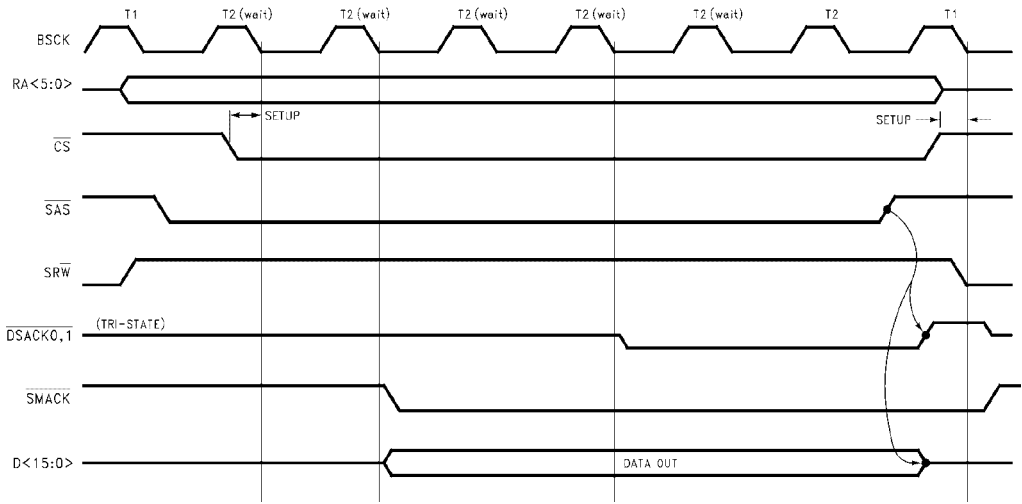 T1 T2 (wait) T2 (wait) T2 (wait) T2 (wait) T2 (wait) T2 T1
BSCK
RA<5:0>
SETUP SETUP
CS
SAS
SRW
(TRI-STATE)
DSACK0,1
SMACK
D<15:0> DATA OUT